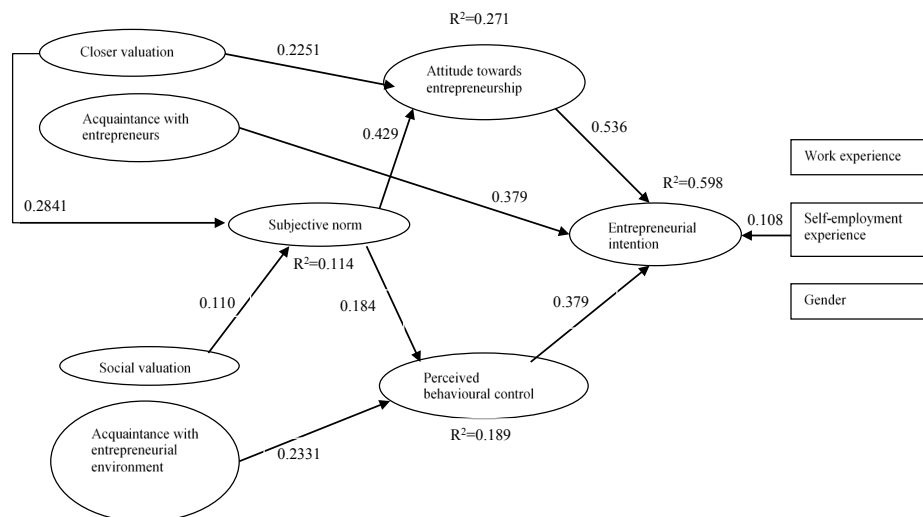 R²=0.271
Closer valuation
0.2251
Attitude towards
entrepreneurship
Acquaintance with
entrepreneurs
0.429
0.536
Work experience
0.379
R²=0.598
0.2841
Subjective norm
Entrepreneurial
intention
0.108
Self-employment
experience
R²=0.114
0.110
0.184
0.379
Gender
Social valuation
Perceived
behavioural control
Acquaintance with
entrepreneurial
environment
0.2331
R²=0.189